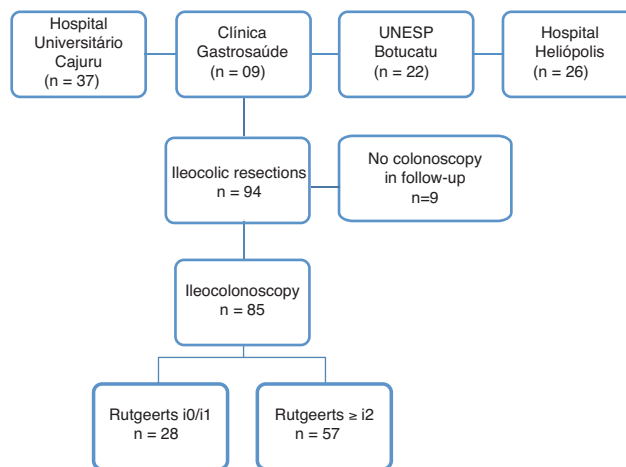 Hospital
Universitário
Cajuru
(n = 37)
Clínica
Gastrosaúde
(n = 09)
UNESP
Botucatu
(n = 22)
Hospital
Heliópolis
(n = 26)
Ileocolic resections
n = 94
No colonoscopy
in follow-up
n=9
Ileocolonoscopy
n = 85
Rutgeerts i0/i1
n = 28
Rutgeerts ≥ i2
n = 57